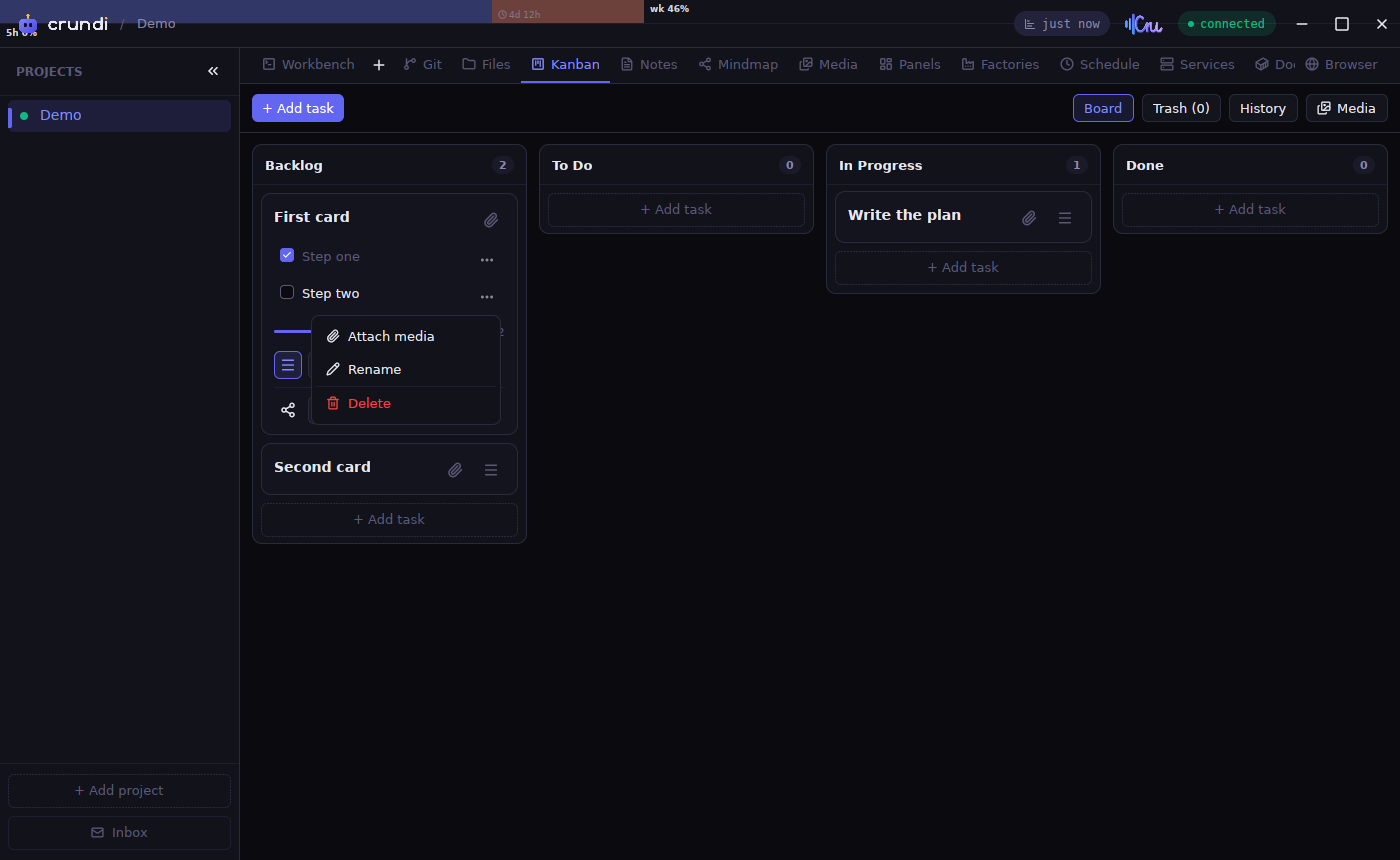 4d 12h
wk 46%
crundi / Demo
just now
Cru
connected
PROJECTS
Demo
+ Add project
Inbox
Workbench
Git
Files
Kanban
Notes
Mindmap
Media
Panels
Factories
Schedule
Services
Browser
+ Add task
Board
Trash (0)
History
Media
Backlog 2
First card
Step one
Step two
Attach media
Rename
Delete
Second card
+ Add task
To Do 0
+ Add task
In Progress 1
Write the plan
+ Add task
Done 0
+ Add task